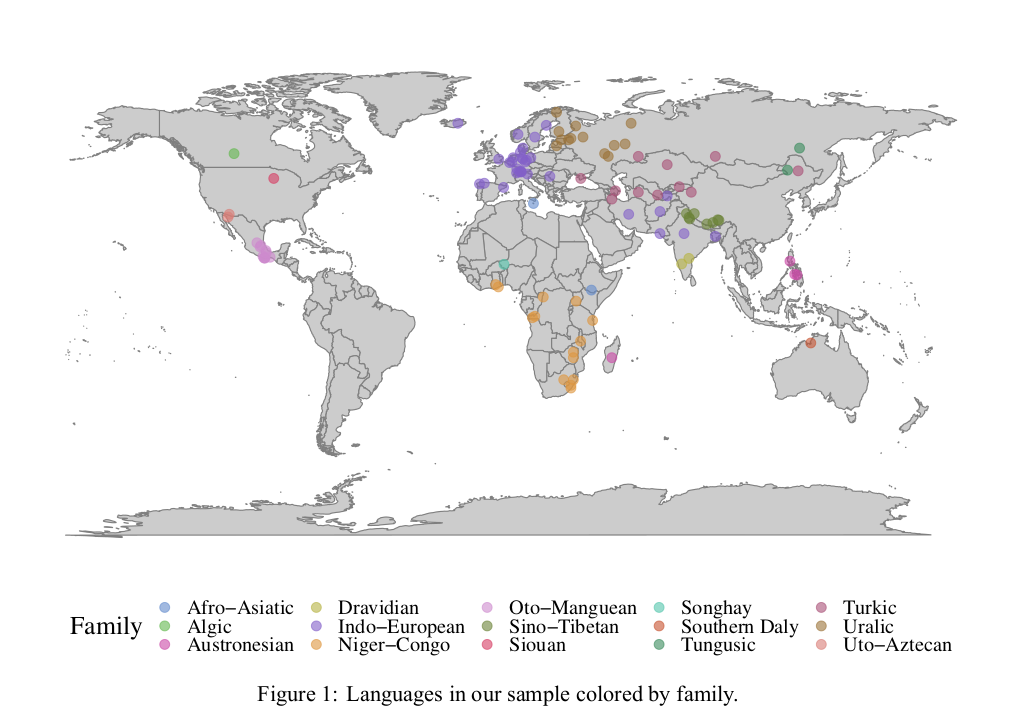 Afro−Asiatic Dravidian Oto−Manguean Songhay Turkic
Family Algic Indo−European Sino−Tibetan Southern Daly Uralic
Austronesian Niger−Congo Siouan Tungusic Uto−Aztecan
Figure 1: Languages in our sample colored by family.